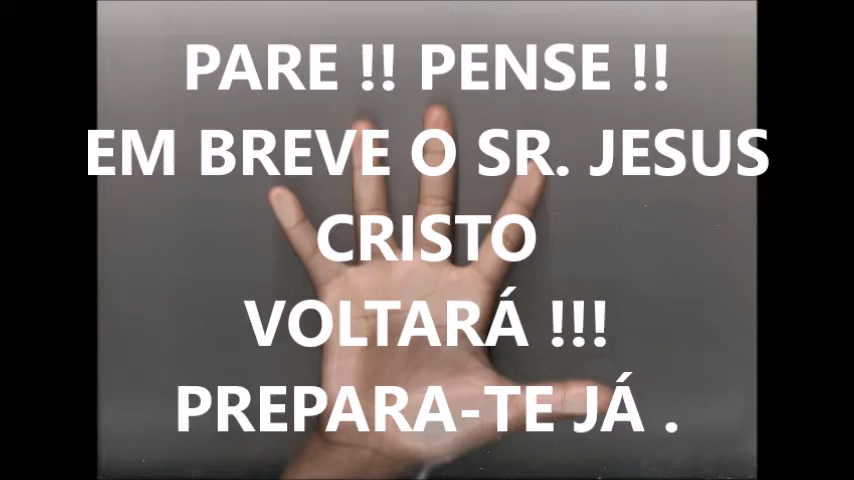 PARE !! PENSE !!
EM BREVE O SR. JESUS
CRISTO
VOLTARÁ !!!
PREPARA-TE JÁ .